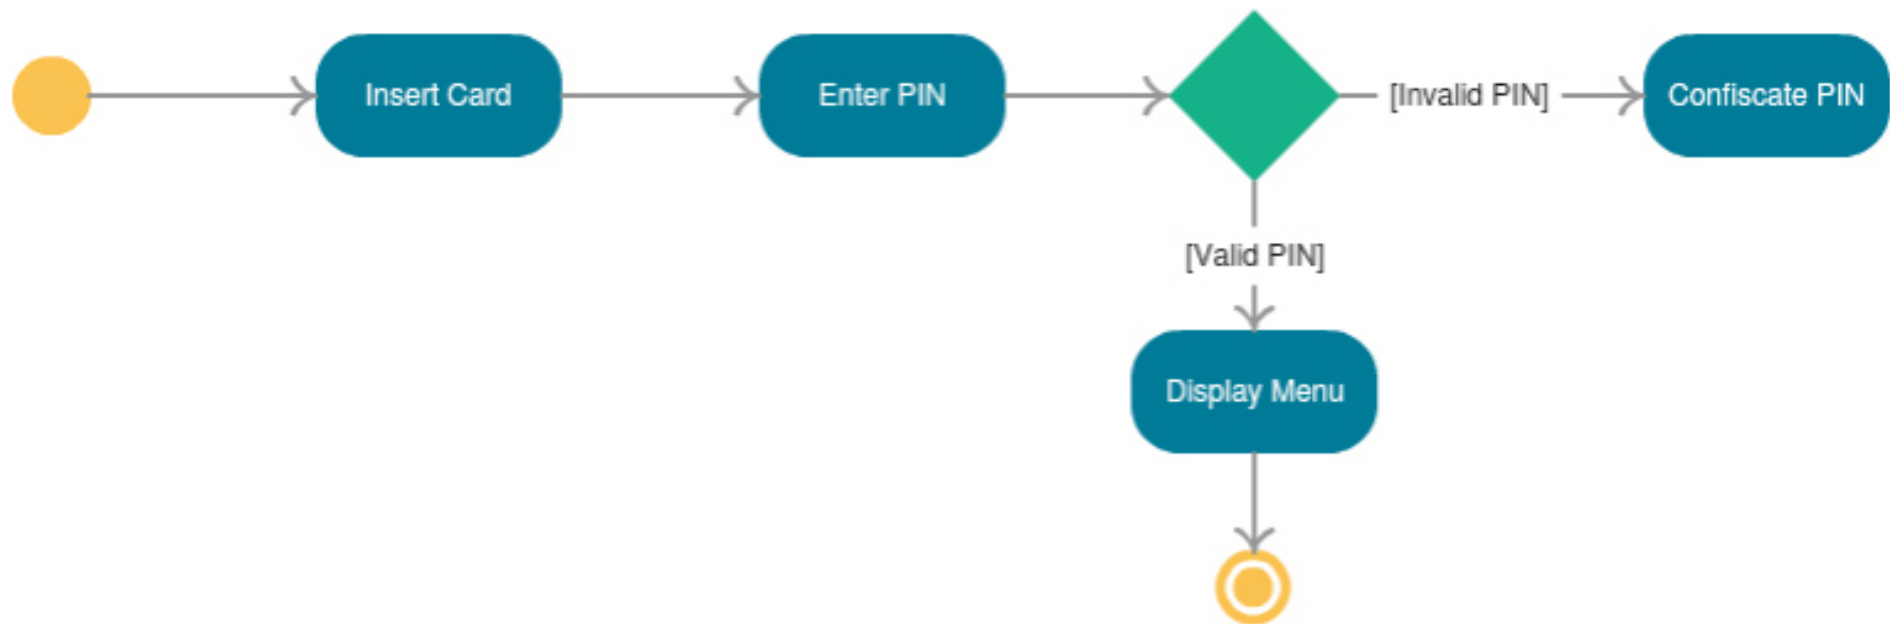 Insert Card
Enter PIN
[Invalid PIN]
Confiscate PIN
[Valid PIN]
Display Menu